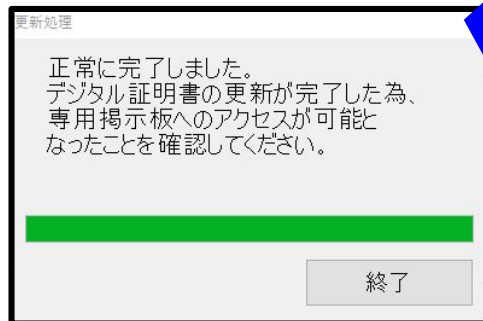 更新処理
正常に完了しました。
デジタル証明書の更新が完了した為、
専用掲示板へのアクセスが可能と
なったことを確認してください。
終了